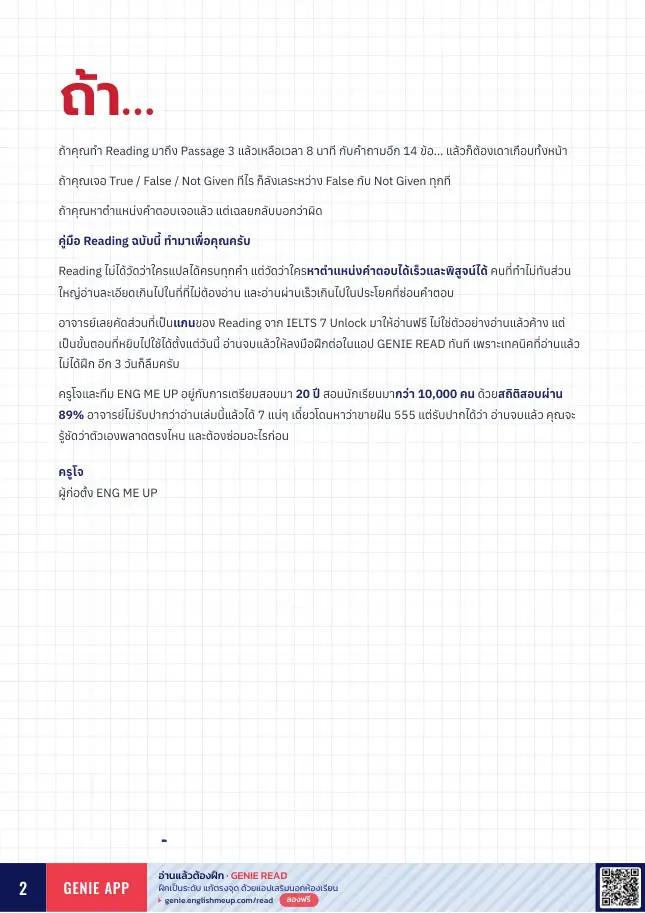 ถ้า...
ถ้าคุณทำ Reading มาถึง Passage 3 แล้วเหลือเวลา 8 นาที กับคำถามอีก 14 ข้อ... แล้วก็ต้องเดาเกือบทั้งหน้า
ถ้าคุณเจอ True / False / Not Given ทีไร ก็ลังเลระหว่าง False กับ Not Given ทุกที
ถ้าคุณหาตำแหน่งคำตอบเจอแล้ว แต่เฉลยกลับบอกว่าผิด
คู่มือ Reading ฉบับนี้ ทำมาเพื่อคุณครับ
Reading ไม่ได้วัดว่าใครแปลได้ครบทุกคำ แต่วัดว่าใครหาตำแหน่งคำตอบได้เร็วและพิสูจน์ได้ คนที่ทำไม่ทันส่วน
ใหญ่อ่านละเอียดเกินไปในที่ที่ไม่ต้องอ่าน และอ่านผ่านเร็วเกินไปในประโยคที่ซ่อนคำตอบ
อาจารย์เลยคัดส่วนที่เป็นแกนของ Reading จาก IELTS 7 Unlock มาให้อ่านฟรี ไม่ใช่ตัวอย่างอ่านแล้วค้าง แต่
เป็นขั้นตอนที่หยิบไปใช้ได้ตั้งแต่วันนี้ อ่านจบแล้วให้ลงมือฝึกต่อในแอป GENIE READ ทันที เพราะเทคนิคที่อ่านแล้ว
ไม่ได้ฝึก อีก 3 วันก็ลืมครับ
ครูโจและทีม ENG ME UP อยู่กับการเตรียมสอบมา 20 ปี สอนนักเรียนมากว่า 10,000 คน ด้วยสถิติสอบผ่าน
89% อาจารย์ไม่รับปากว่าอ่านเล่มนี้แล้วได้ 7 แน่ๆ เดี๋ยวโดนหาว่าขายฝัน 555 แต่รับปากได้ว่า อ่านจบแล้ว คุณจะ
รู้ชัดว่าตัวเองพลาดตรงไหน และต้องซ่อมอะไรก่อน
ครูโจ
ผู้ก่อตั้ง ENG ME UP
2
GENIE APP
อ่านแล้วต้องฝึก · GENIE READ
ฝึกเป็นระดับ แก้ตรงจุด ด้วยแอปเสริมนอกห้องเรียน
genie.englishmeup.com/read ลองฟรี